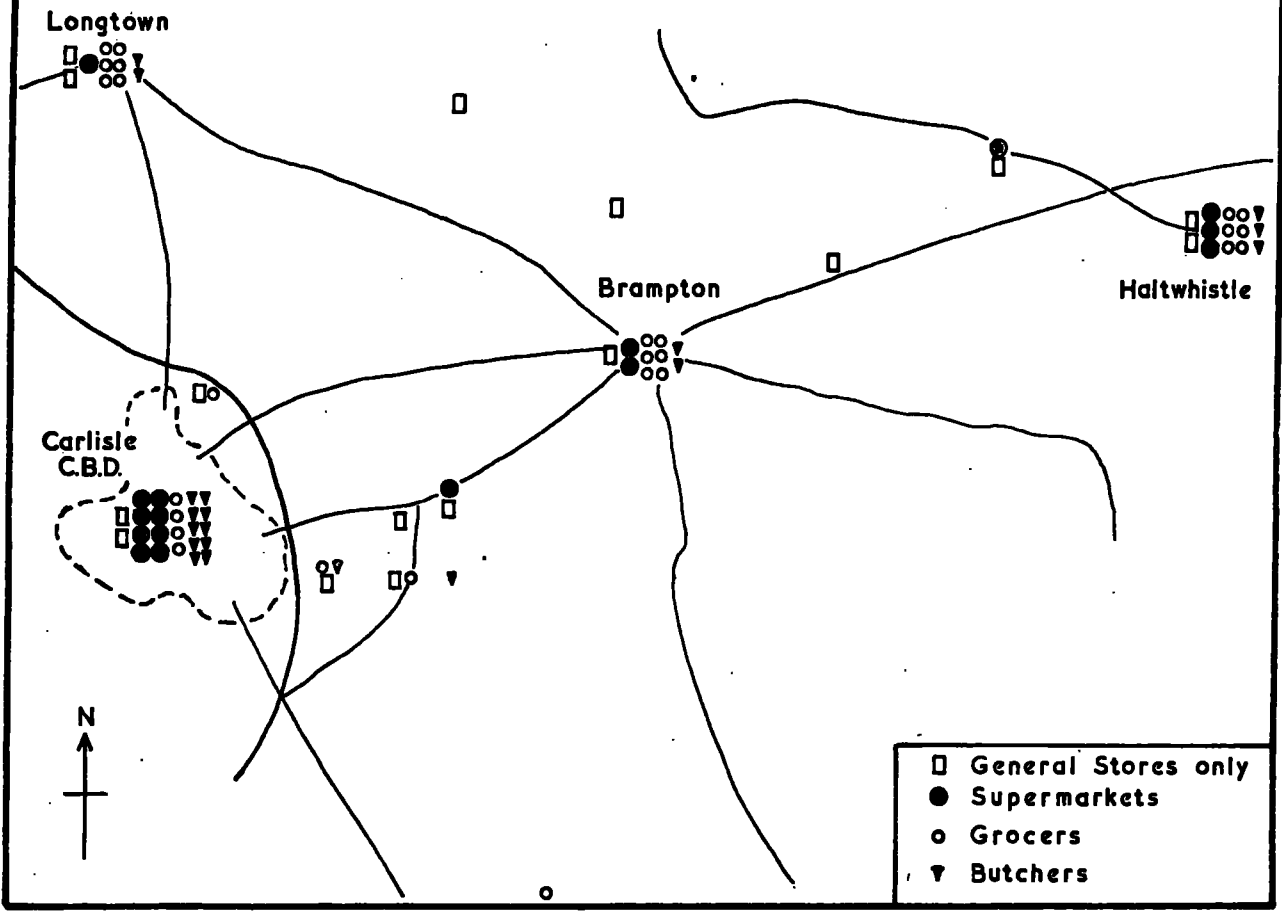 Longtown
Brampton
Haltwhistle
Carlisle
C.B.D.
N
General Stores only
Supermarkets
Grocers
Butchers